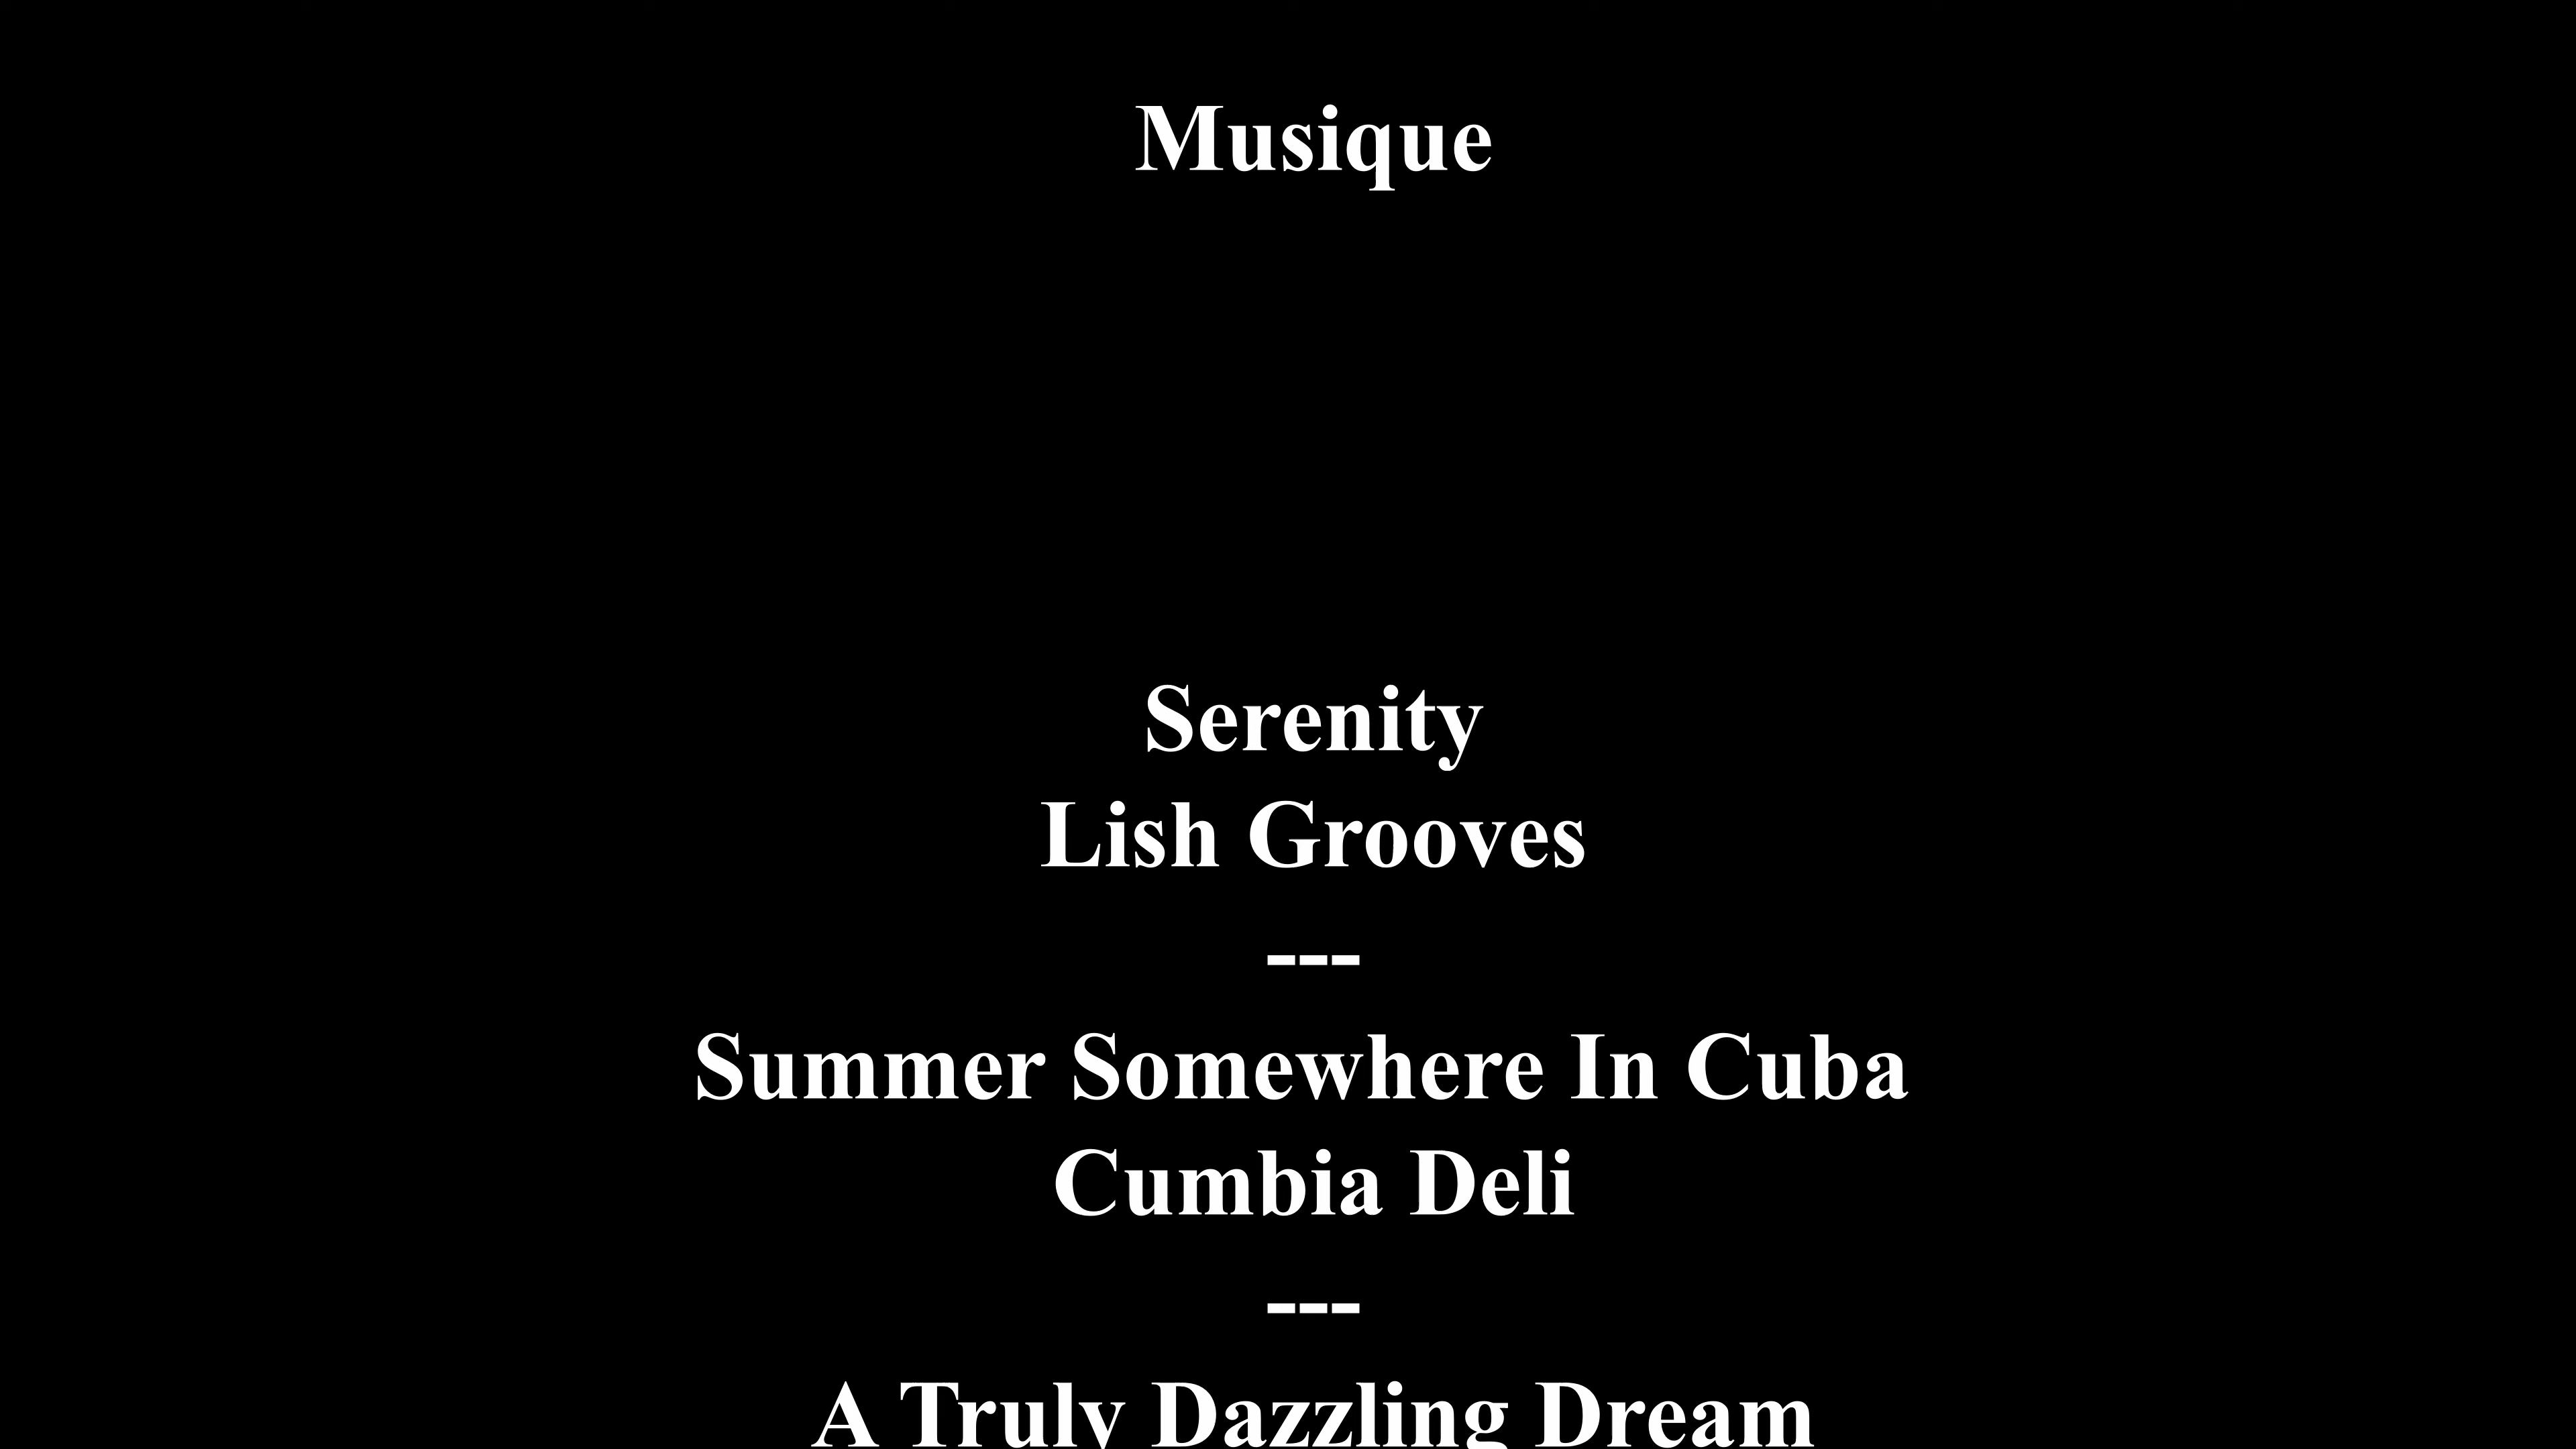 Musique
Serenity
Lish Grooves
---
Summer Somewhere In Cuba
Cumbia Deli
---
A Truly Dazzling Dream